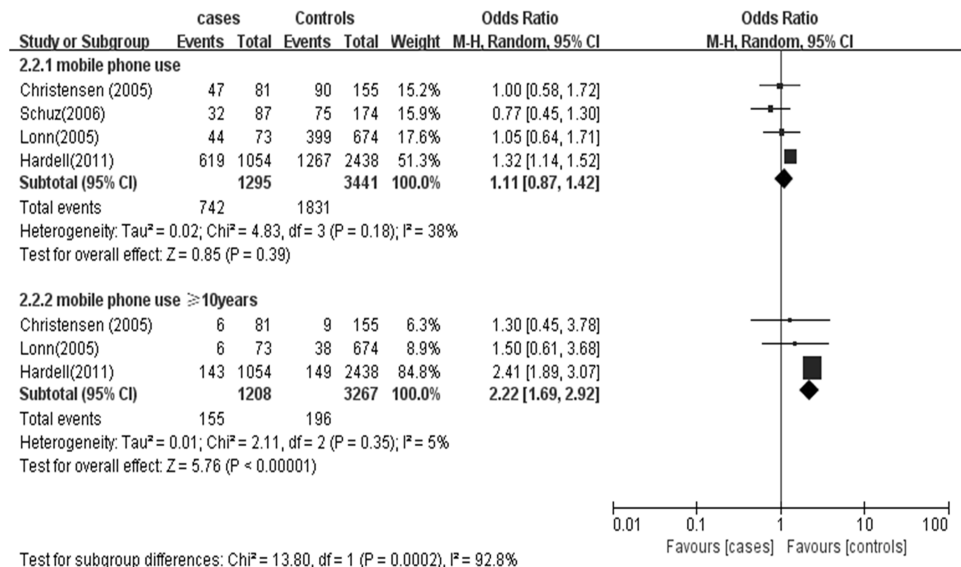 cases Controls Odds Ratio Odds Ratio
Study or Subgroup Events Total Events Total Weight M-H, Random, 95% CI M-H, Random, 95% CI
2.2.1 mobile phone use
Christensen (2005) 47 81 90 155 15.2% 1.00 [0.58, 1.72]
Schuz(2006) 32 87 75 174 15.9% 0.77 [0.45, 1.30]
Lonn(2005) 44 73 399 674 17.6% 1.05 [0.64, 1.71]
Hardell(2011) 619 1054 1267 2438 51.3% 1.32 [1.14, 1.52]
Subtotal (95% CI) 1295 3441 100.0% 1.11 [0.87, 1.42]
Total events 742 1831
Heterogeneity: Tau² = 0.02; Chi² = 4.83, df = 3 (P = 0.18); I² = 38%
Test for overall effect: Z = 0.85 (P = 0.39)
2.2.2 mobile phone use ≥10years
Christensen (2005) 6 81 9 155 6.3% 1.30 [0.45, 3.78]
Lonn(2005) 6 73 38 674 8.9% 1.50 [0.61, 3.68]
Hardell(2011) 143 1054 149 2438 84.8% 2.41 [1.89, 3.07]
Subtotal (95% CI) 1208 3267 100.0% 2.22 [1.69, 2.92]
Total events 155 196
Heterogeneity: Tau² = 0.01; Chi² = 2.11, df = 2 (P = 0.35); I² = 5%
Test for overall effect: Z = 5.76 (P < 0.00001)
0.01 0.1 1 10 100
Favours [cases] Favours [controls]
Test for subgroup differences: Chi² = 13.80, df = 1 (P = 0.0002), I² = 92.8%